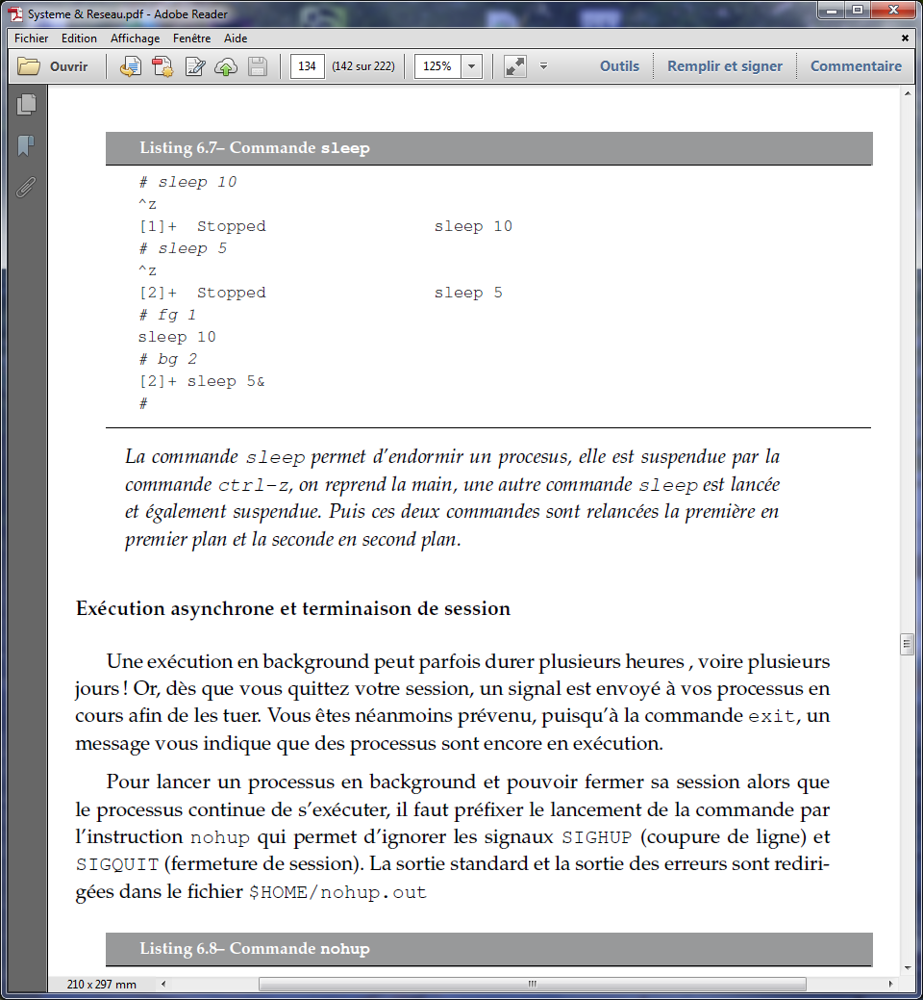 Systeme & Reseau.pdf - Adobe Reader
Fichier Edition Affichage Fenêtre Aide
Ouvrir 134 (142 sur 222) 125% Outils Remplir et signer Commentaire
Listing 6.7– Commande sleep
# sleep 10
^z
[1]+ Stopped sleep 10
# sleep 5
^z
[2]+ Stopped sleep 5
# fg 1
sleep 10
# bg 2
[2]+ sleep 5&
#
La commande sleep permet d'endormir un procesus, elle est suspendue par la
commande ctrl-z, on reprend la main, une autre commande sleep est lancée
et également suspendue. Puis ces deux commandes sont relancées la première en
premier plan et la seconde en second plan.
Exécution asynchrone et terminaison de session
Une exécution en background peut parfois durer plusieurs heures , voire plusieurs
jours ! Or, dès que vous quittez votre session, un signal est envoyé à vos processus en
cours afin de les tuer. Vous êtes néanmoins prévenu, puisqu'à la commande exit, un
message vous indique que des processus sont encore en exécution.
Pour lancer un processus en background et pouvoir fermer sa session alors que
le processus continue de s'exécuter, il faut préfixer le lancement de la commande par
l'instruction nohup qui permet d'ignorer les signaux SIGHUP (coupure de ligne) et
SIGQUIT (fermeture de session). La sortie standard et la sortie des erreurs sont rediri-
gées dans le fichier $HOME/nohup.out
Listing 6.8– Commande nohup
210 x 297 mm